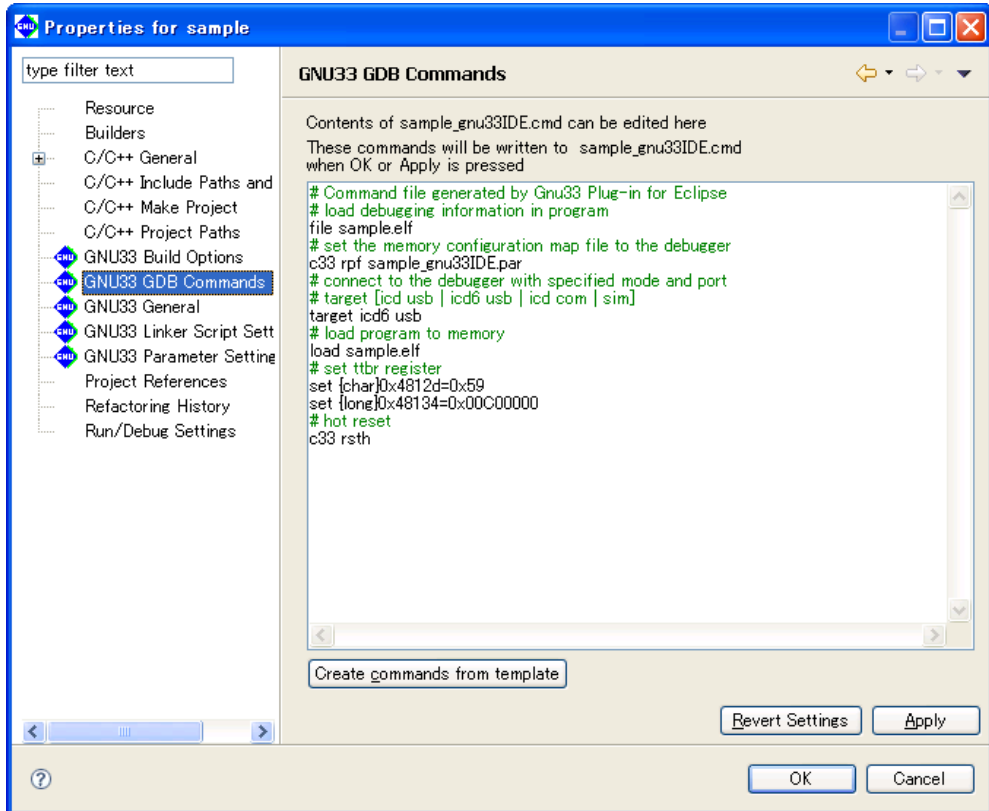 Properties for sample
type filter text
Resource
Builders
C/C++ General
C/C++ Include Paths and
C/C++ Make Project
C/C++ Project Paths
GNU GNU33 Build Options
GNU GNU33 GDB Commands
GNU GNU33 General
GNU GNU33 Linker Script Sett
GNU GNU33 Parameter Setting
Project References
Refactoring History
Run/Debug Settings
GNU33 GDB Commands
Contents of sample_gnu33IDE.cmd can be edited here
These commands will be written to sample_gnu33IDE.cmd
when OK or Apply is pressed
# Command file generated by Gnu33 Plug-in for Eclipse
# load debugging information in program
file sample.elf
# set the memory configuration map file to the debugger
c33 rpf sample_gnu33IDE.par
# connect to the debugger with specified mode and port
# target [icd usb | icd6 usb | icd com | sim]
target icd6 usb
# load program to memory
load sample.elf
# set ttbr register
set {char}0x4812d=0x59
set {long}0x48134=0x00C00000
# hot reset
c33 rsth
Create commands from template
Revert Settings
Apply
OK
Cancel